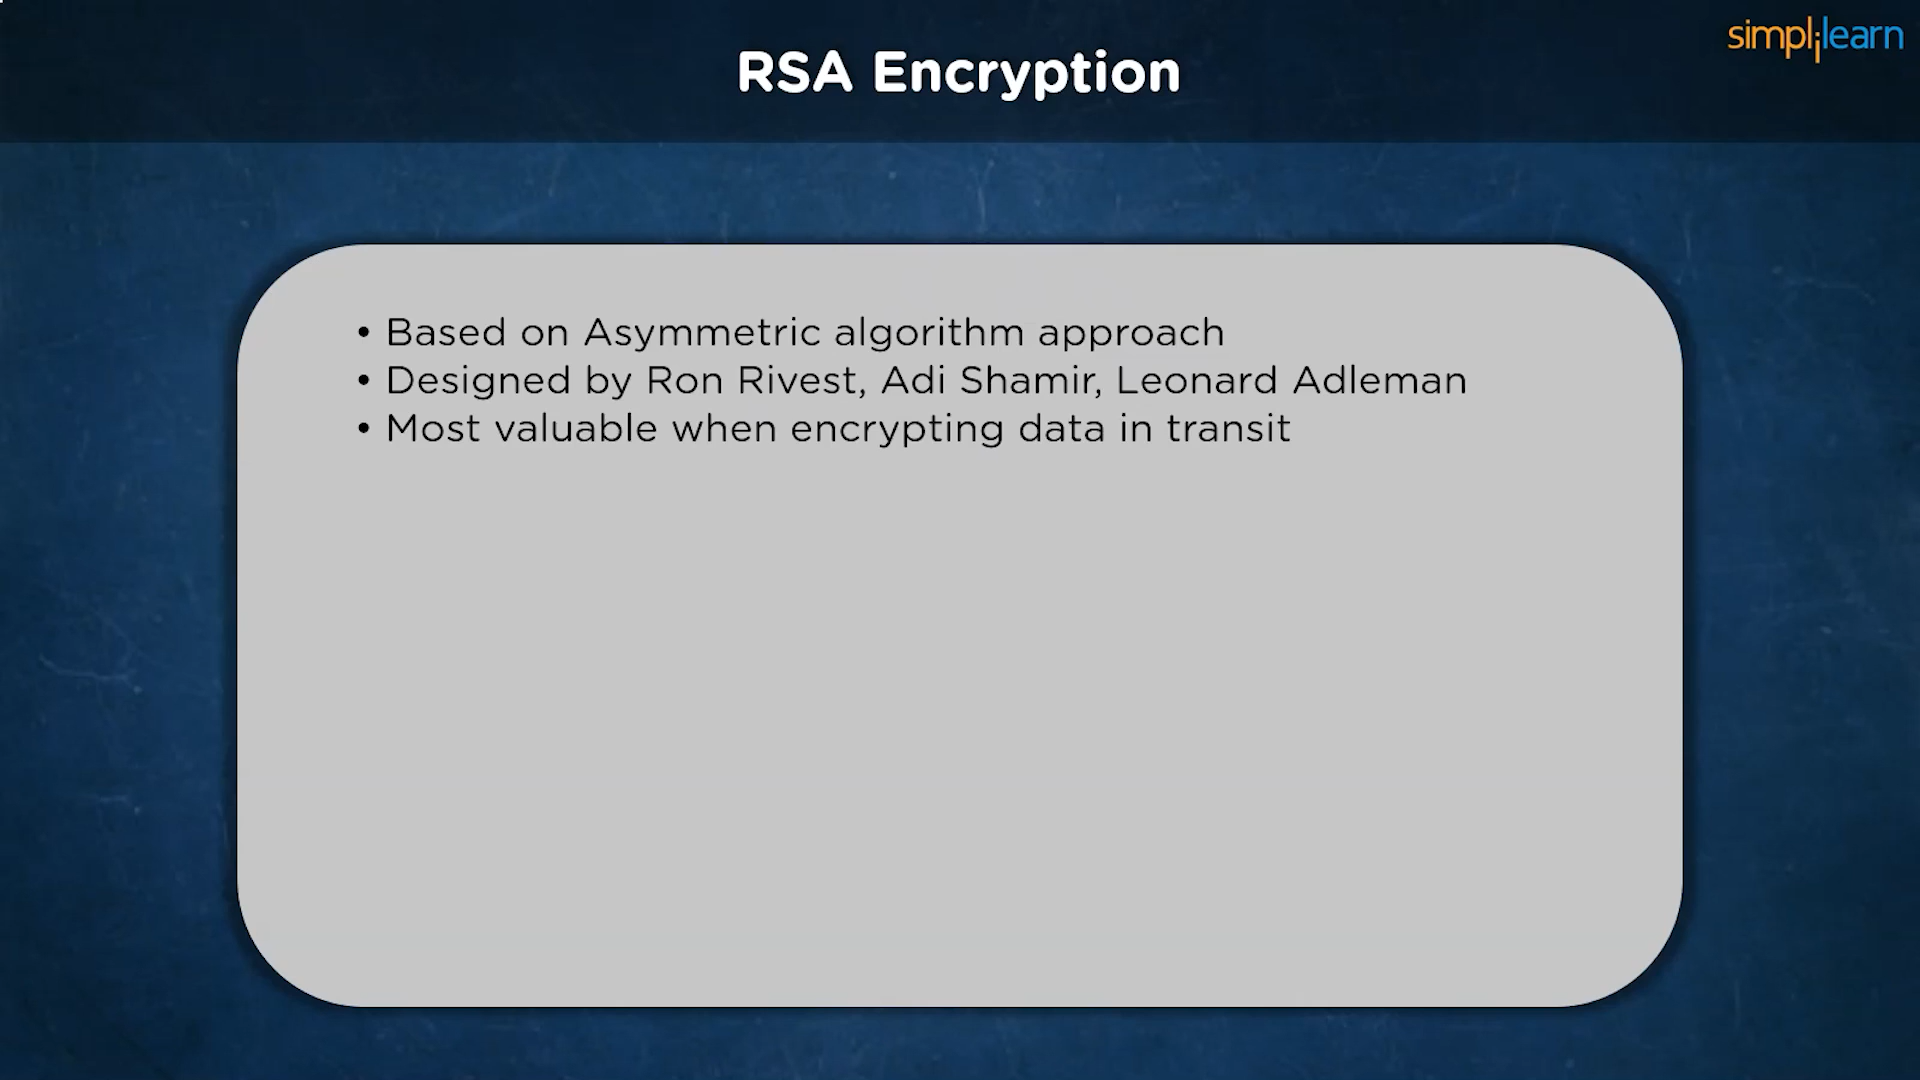 simplilearn
RSA Encryption
• Based on Asymmetric algorithm approach
• Designed by Ron Rivest, Adi Shamir, Leonard Adleman
• Most valuable when encrypting data in transit